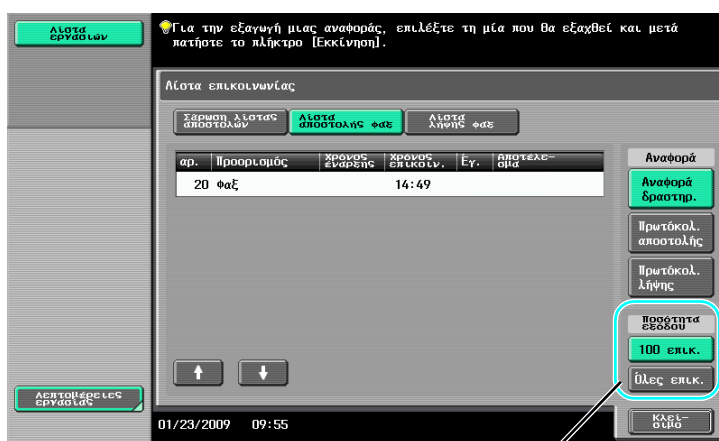 Λίστα
εργασιών
Για την εξαγωγή μιας αναφοράς, επιλέξτε τη μία που θα εξαχθεί και μετά
πατήστε το πλήκτρο [Εκκίνηση].
Λίστα επικοινωνίας
Σάρωση λίστας
αποστολών
Λίστα
αποστολής φαξ
Λίστα
λήψης φαξ
αρ. Προορισμός Χρόνος
έναρξης Χρόνος
επικοιν. Εγ. Αποτέλε-
σμα
20 Φαξ 14:49
Αναφορά
Αναφορά
δραστηρ.
Πρωτόκολ.
αποστολής
Πρωτόκολ.
λήψης
Ποσότητα
εξόδου
100 επικ.
Όλες επικ.
Λεπτομέρειες
εργασίας
01/23/2009 09:55
Κλεί-
σιμο